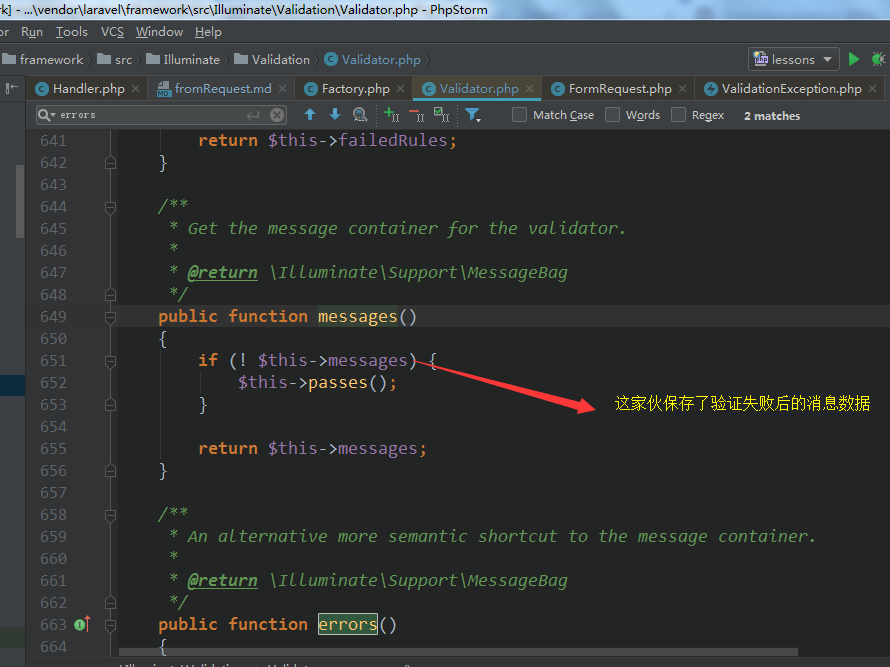 rk] - ...\vendor\laravel\framework\src\Illuminate\Validation\Validator.php - PhpStorm
or Run Tools VCS Window Help
framework src Illuminate Validation Validator.php lessons
Handler.php fromRequest.md Factory.php Validator.php FormRequest.php ValidationException.php
errors Match Case Words Regex 2 matches
641 return $this->failedRules;
642 }
643
644 /**
645 * Get the message container for the validator.
646 *
647 * @return \Illuminate\Support\MessageBag
648 */
649 public function messages()
650 {
651 if (! $this->messages) {
652 $this->passes();
653 }
这家伙保存了验证失败后的消息数据
654
655 return $this->messages;
656 }
657
658 /**
659 * An alternative more semantic shortcut to the message container.
660 *
661 * @return \Illuminate\Support\MessageBag
662 */
663 public function errors()
664 {